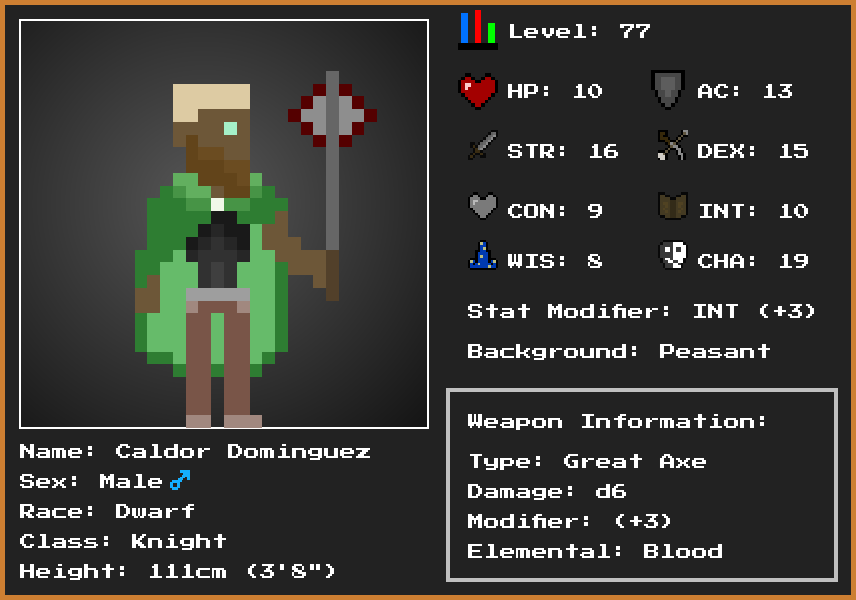 Level: 77
HP: 10 AC: 13
STR: 16 DEX: 15
CON: 9 INT: 10
WIS: 8 CHA: 19
Stat Modifier: INT (+3)
Background: Peasant
Weapon Information:
Type: Great Axe
Damage: d6
Modifier: (+3)
Elemental: Blood
Name: Caldor Dominguez
Sex: Male♂
Race: Dwarf
Class: Knight
Height: 111cm (3'8")